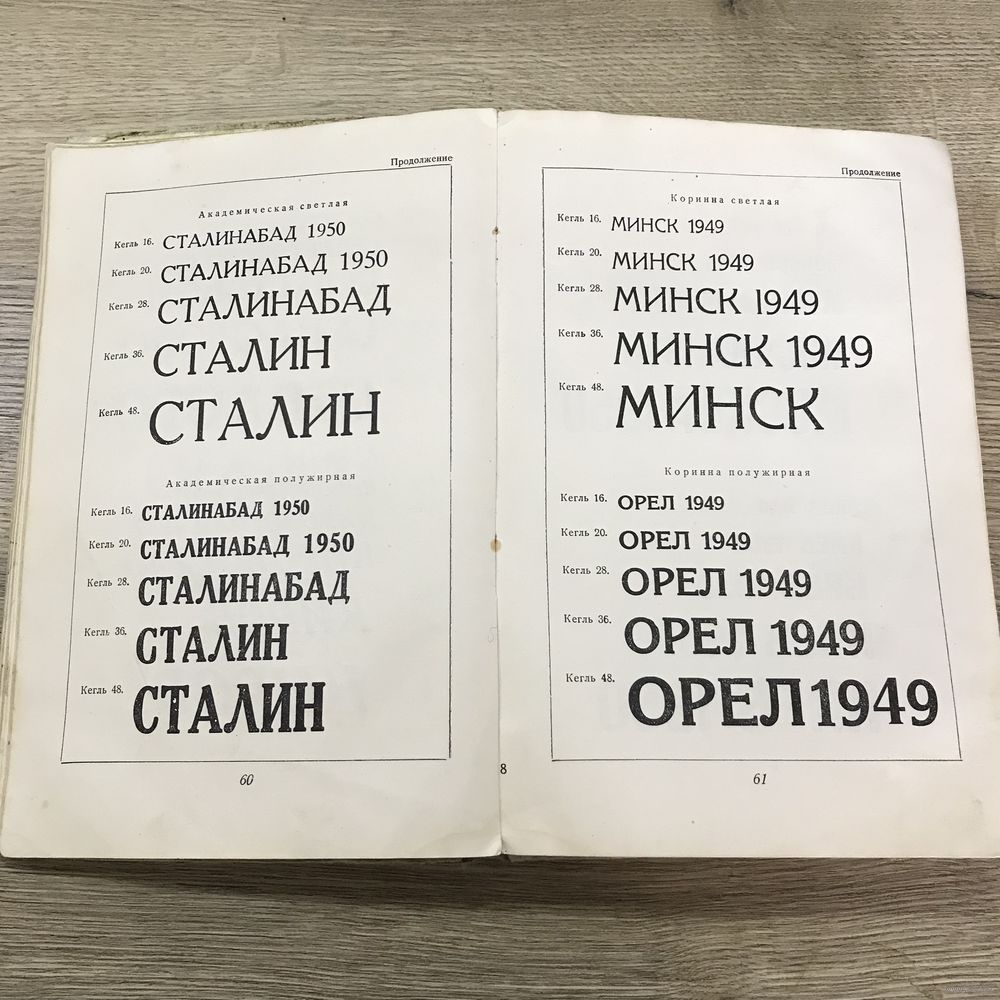 Продолжение
Академическая светлая
Кегль 16. СТАЛИНАБАД 1950
Кегль 20. СТАЛИНАБАД 1950
Кегль 28. СТАЛИНАБАД
Кегль 36. СТАЛИН
Кегль 48. СТАЛИН
Академическая полужирная
Кегль 16. СТАЛИНАБАД 1950
Кегль 20. СТАЛИНАБАД 1950
Кегль 28. СТАЛИНАБАД
Кегль 36. СТАЛИН
Кегль 48. СТАЛИН
60
8
Продолжение
Коринна светлая
Кегль 16. МИНСК 1949
Кегль 20. МИНСК 1949
Кегль 28. МИНСК 1949
Кегль 36. МИНСК 1949
Кегль 48. МИНСК
Коринна полужирная
Кегль 16. ОРЕЛ 1949
Кегль 20. ОРЕЛ 1949
Кегль 28. ОРЕЛ 1949
Кегль 36. ОРЕЛ 1949
Кегль 48. ОРЕЛ 1949
61